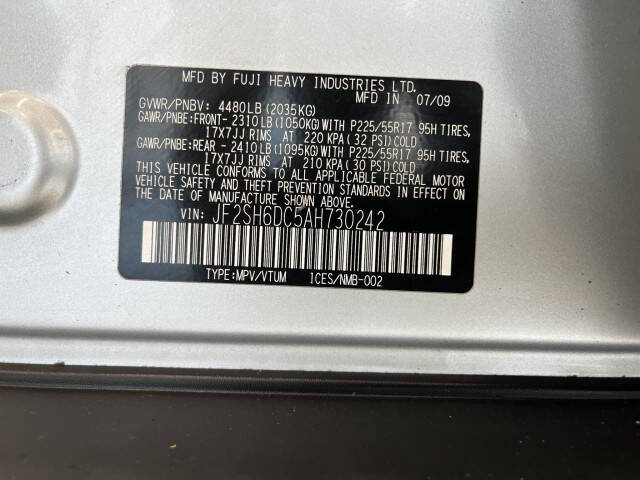 MFD BY FUJI HEAVY INDUSTRIES LTD.
MFD IN 07/09
GVWR/PNBV: 4480LB(2035KG)
GAWR/PNBE:FRONT-2310LB(1050KG)WITH P225/55R17 95H TIRES,
17X7JJ RIMS AT 220 KPA(32 PSI)COLD
GAWR/PNBE:REAR -2410LB(1095KG)WITH P225/55R17 95H TIRES,
17X7JJ RIMS AT 210 KPA(30 PSI)COLD
THIS VEHICLE CONFORMS TO ALL APPLICABLE FEDERAL MOTOR
VEHICLE SAFETY AND THEFT PREVENTION STANDARDS IN EFFECT ON
THE DATE OF MANUFACTURE SHOWN ABOVE.
VIN: JF2SH6DC5AH730242
TYPE:MPV/VTUM ICES/NMB-002